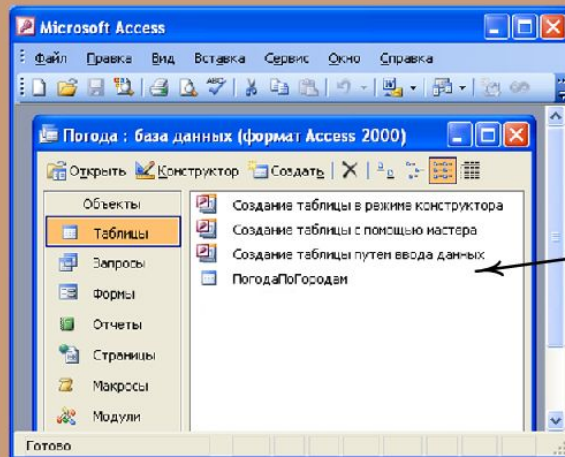 Microsoft Access
Файл Правка Вид Вставка Сервис Окно Справка
Погода : база данных (формат Access 2000)
Открыть Конструктор Создать
Объекты
Таблицы
Запросы
Формы
Отчеты
Страницы
Макросы
Модули
Создание таблицы в режиме конструктора
Создание таблицы с помощью мастера
Создание таблицы путем ввода данных
ПогодаПоГородам
Готово